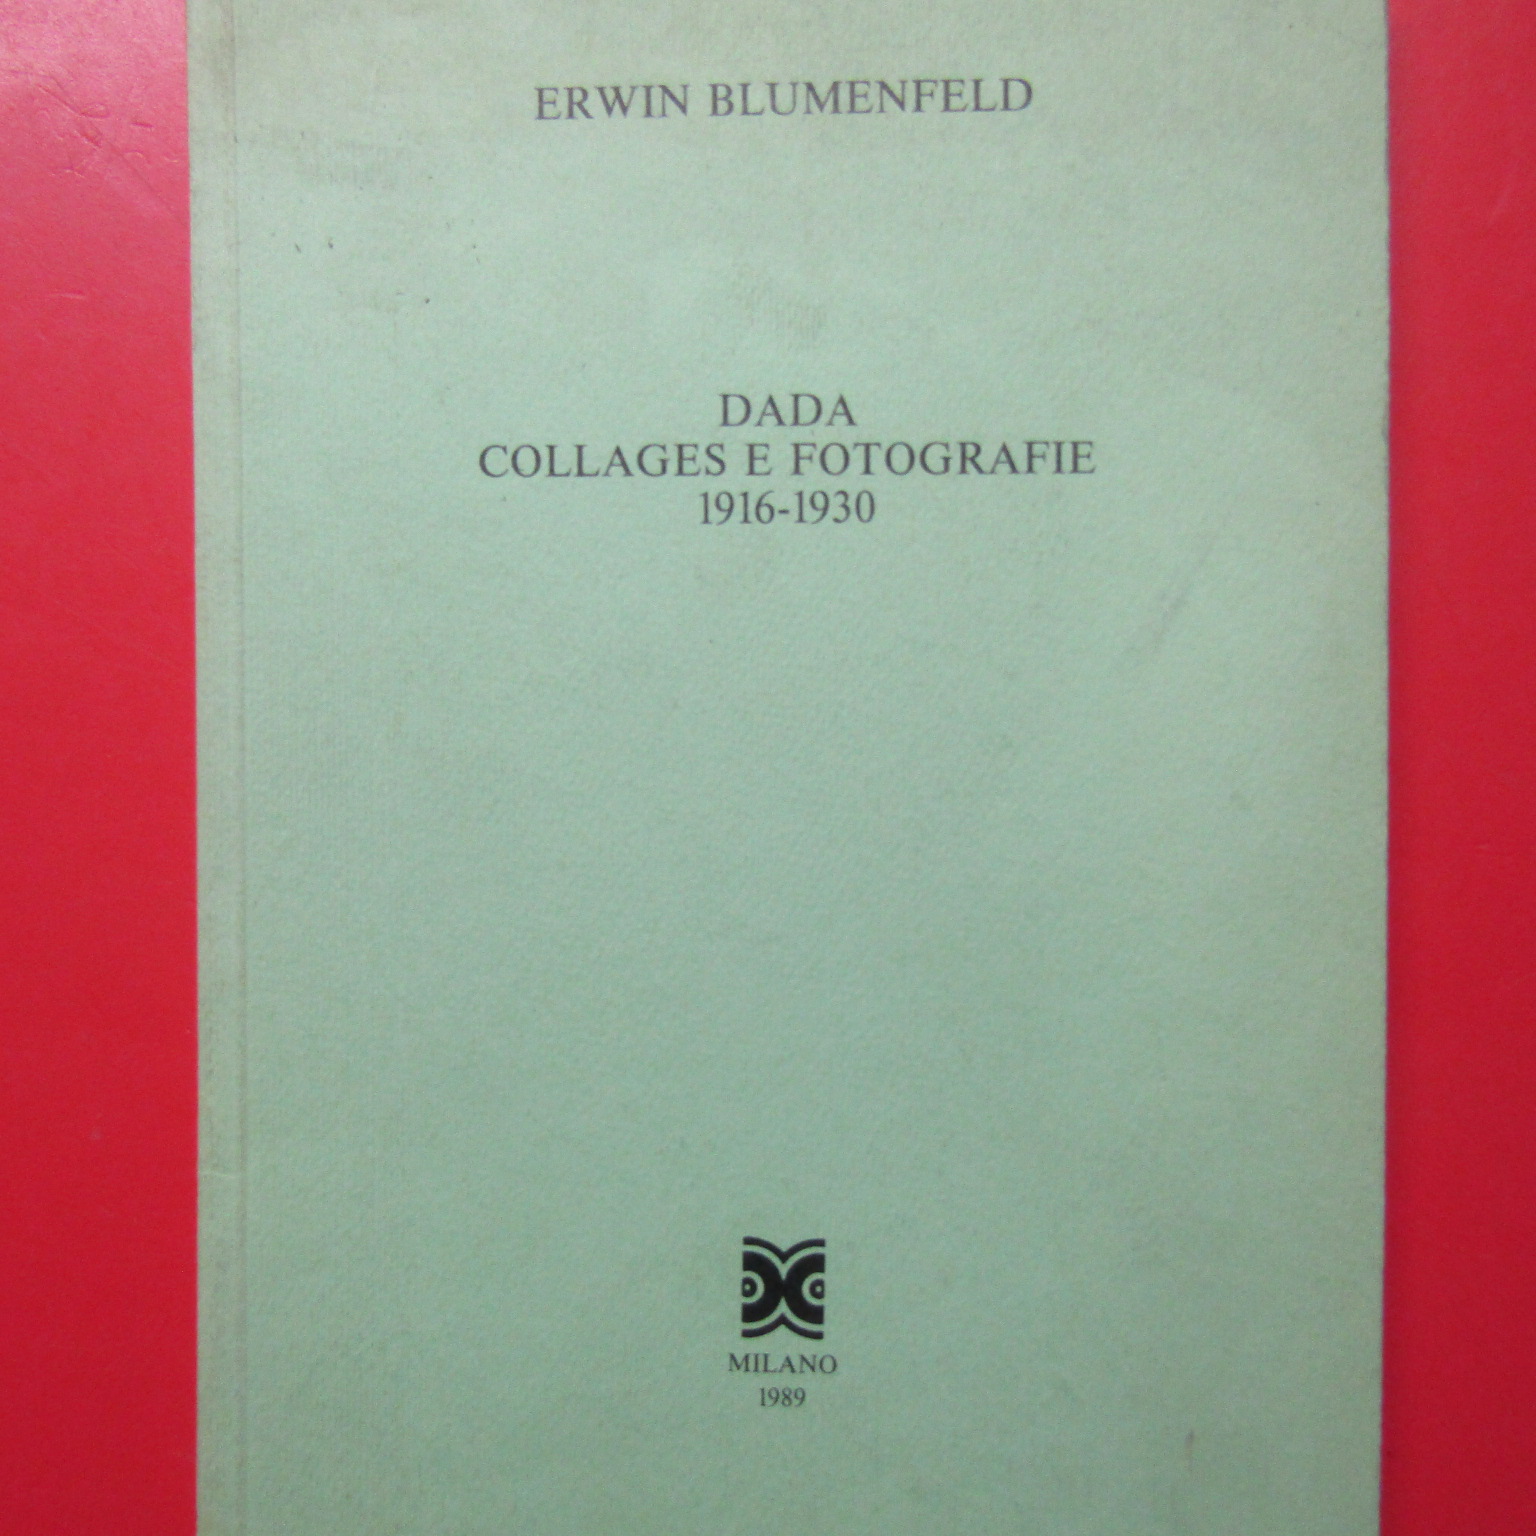 ERWIN BLUMENFELD
DADA
COLLAGES E FOTOGRAFIE
1916-1930
MILANO
1989